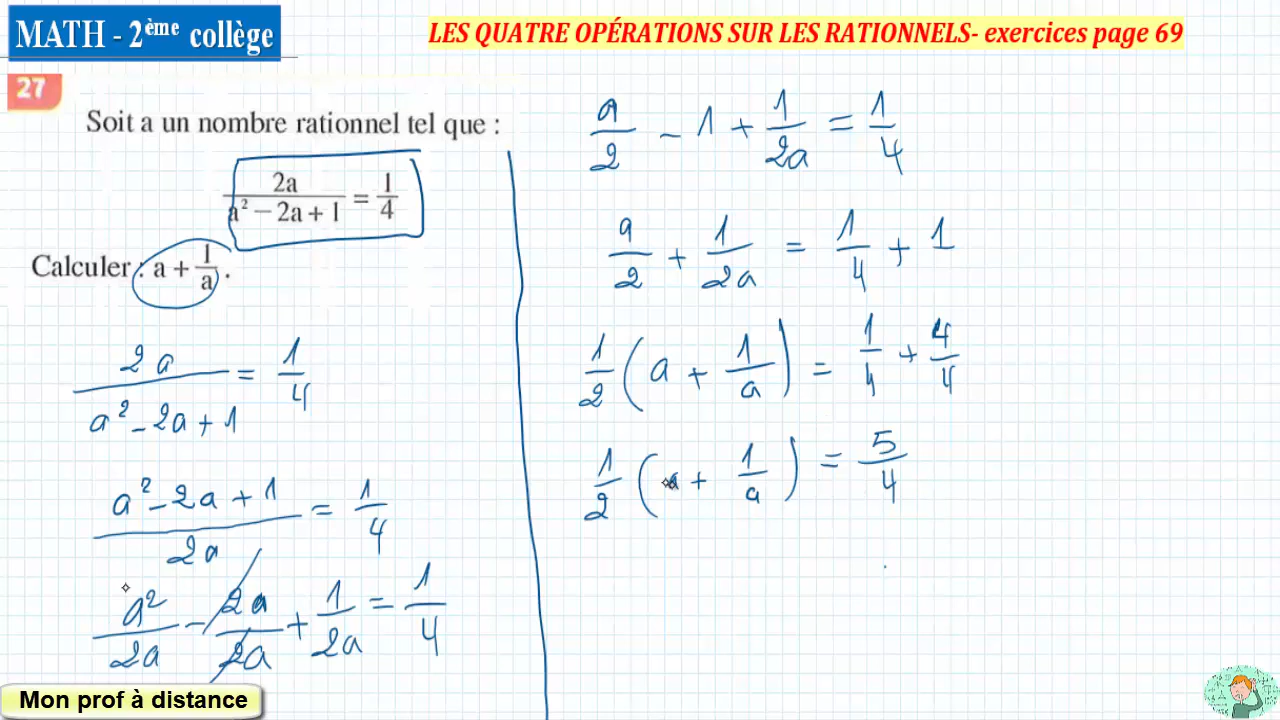 MATH - 2ème collège
LES QUATRE OPÉRATIONS SUR LES RATIONNELS- exercices page 69
27
Soit a un nombre rationnel tel que :
2a / (a² − 2a + 1) = 1/4
Calculer : a + 1/a .
2a / (a² - 2a + 1) = 1/4
(a² - 2a + 1) / 2a = 1/4
a²/2a - 2a/2a + 1/2a = 1/4
a/2 - 1 + 1/2a = 1/4
a/2 + 1/2a = 1/4 + 1
1/2 (a + 1/a) = 1/4 + 4/4
1/2 (a + 1/a) = 5/4
Mon prof à distance